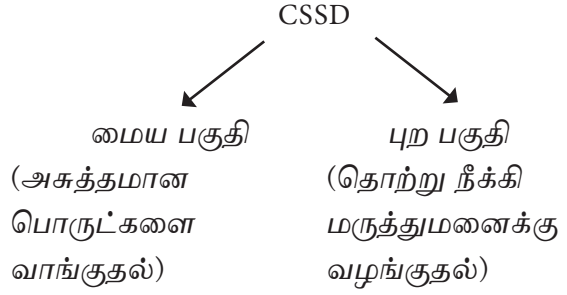 CSSD
மைய பகுதி
(அசுத்தமான
பொருட்களை
வாங்குதல்)
புற பகுதி
(தொற்று நீக்கி
மருத்துமனைக்கு
வழங்குதல்)